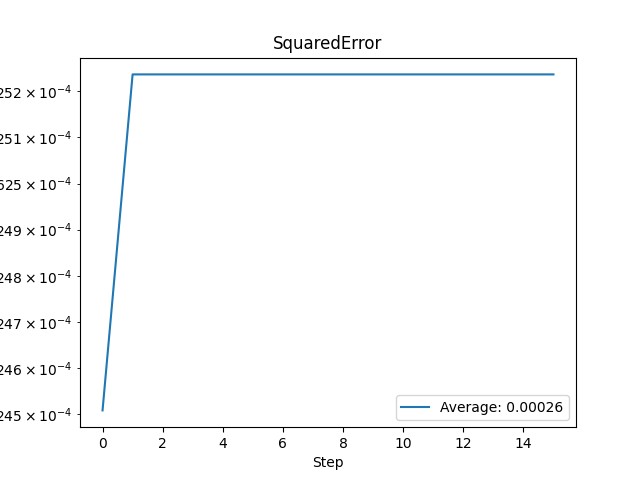 SquaredError
252 × 10⁻⁴
251 × 10⁻⁴
625 × 10⁻⁴
249 × 10⁻⁴
248 × 10⁻⁴
247 × 10⁻⁴
246 × 10⁻⁴
245 × 10⁻⁴
Average: 0.00026
0 2 4 6 8 10 12 14
Step